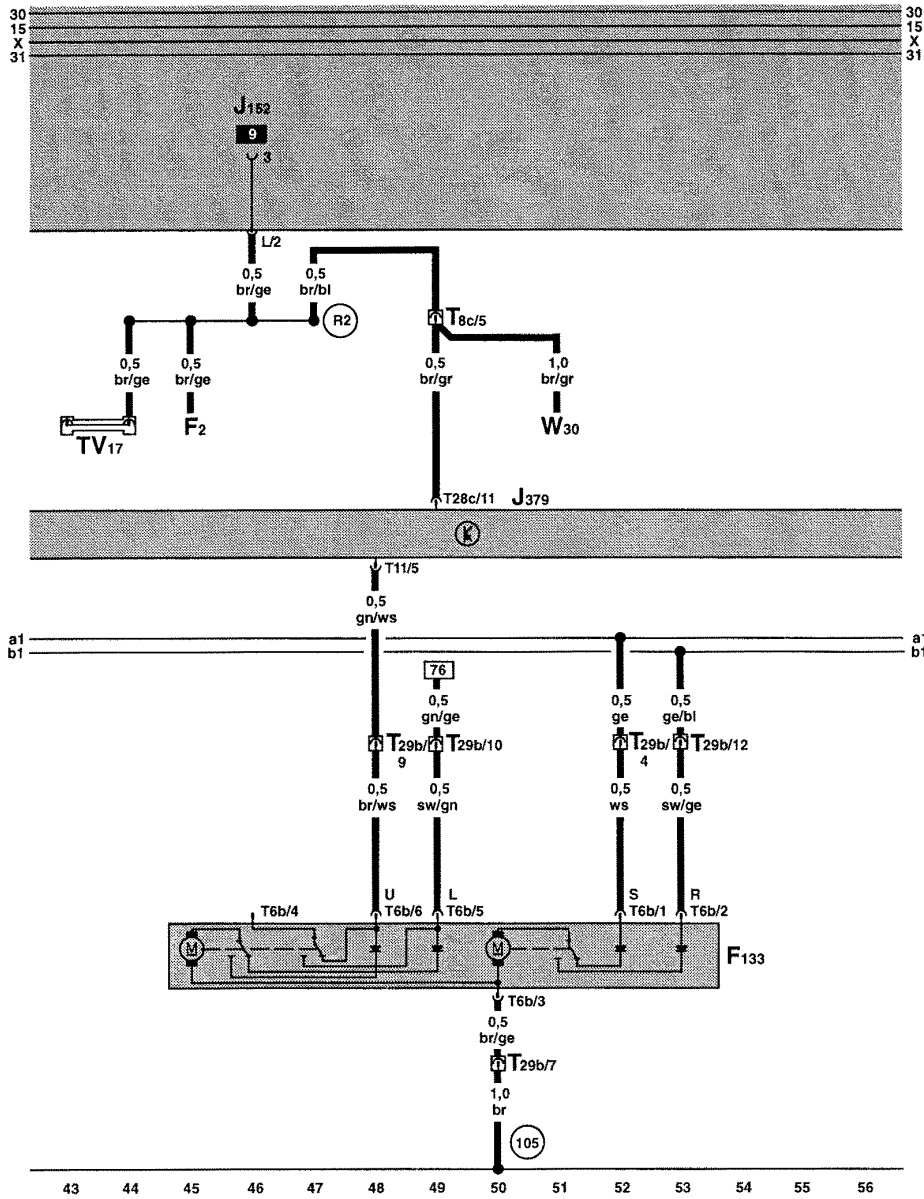 30 30
15 15
X X
31 31
J152
9
3
L/2
0,5 0,5
br/ge br/bl
R2
T8c/5
0,5 0,5 0,5 1,0
br/ge br/ge br/gr br/gr
TV17 F2 W30
T28c/11 J379
K
T11/5
0,5
gn/ws
a1 a1
b1 b1
76
0,5 0,5 0,5
gn/ge ge ge/bl
T29b/9 T29b/10 T29b/4 T29b/12
0,5 0,5 0,5 0,5
br/ws sw/gn ws sw/ge
U L S R
T6b/4 T6b/6 T6b/5 T6b/1 T6b/2
M M
F133
T6b/3
0,5
br/ge
T29b/7
1,0
br
105
43 44 45 46 47 48 49 50 51 52 53 54 55 56